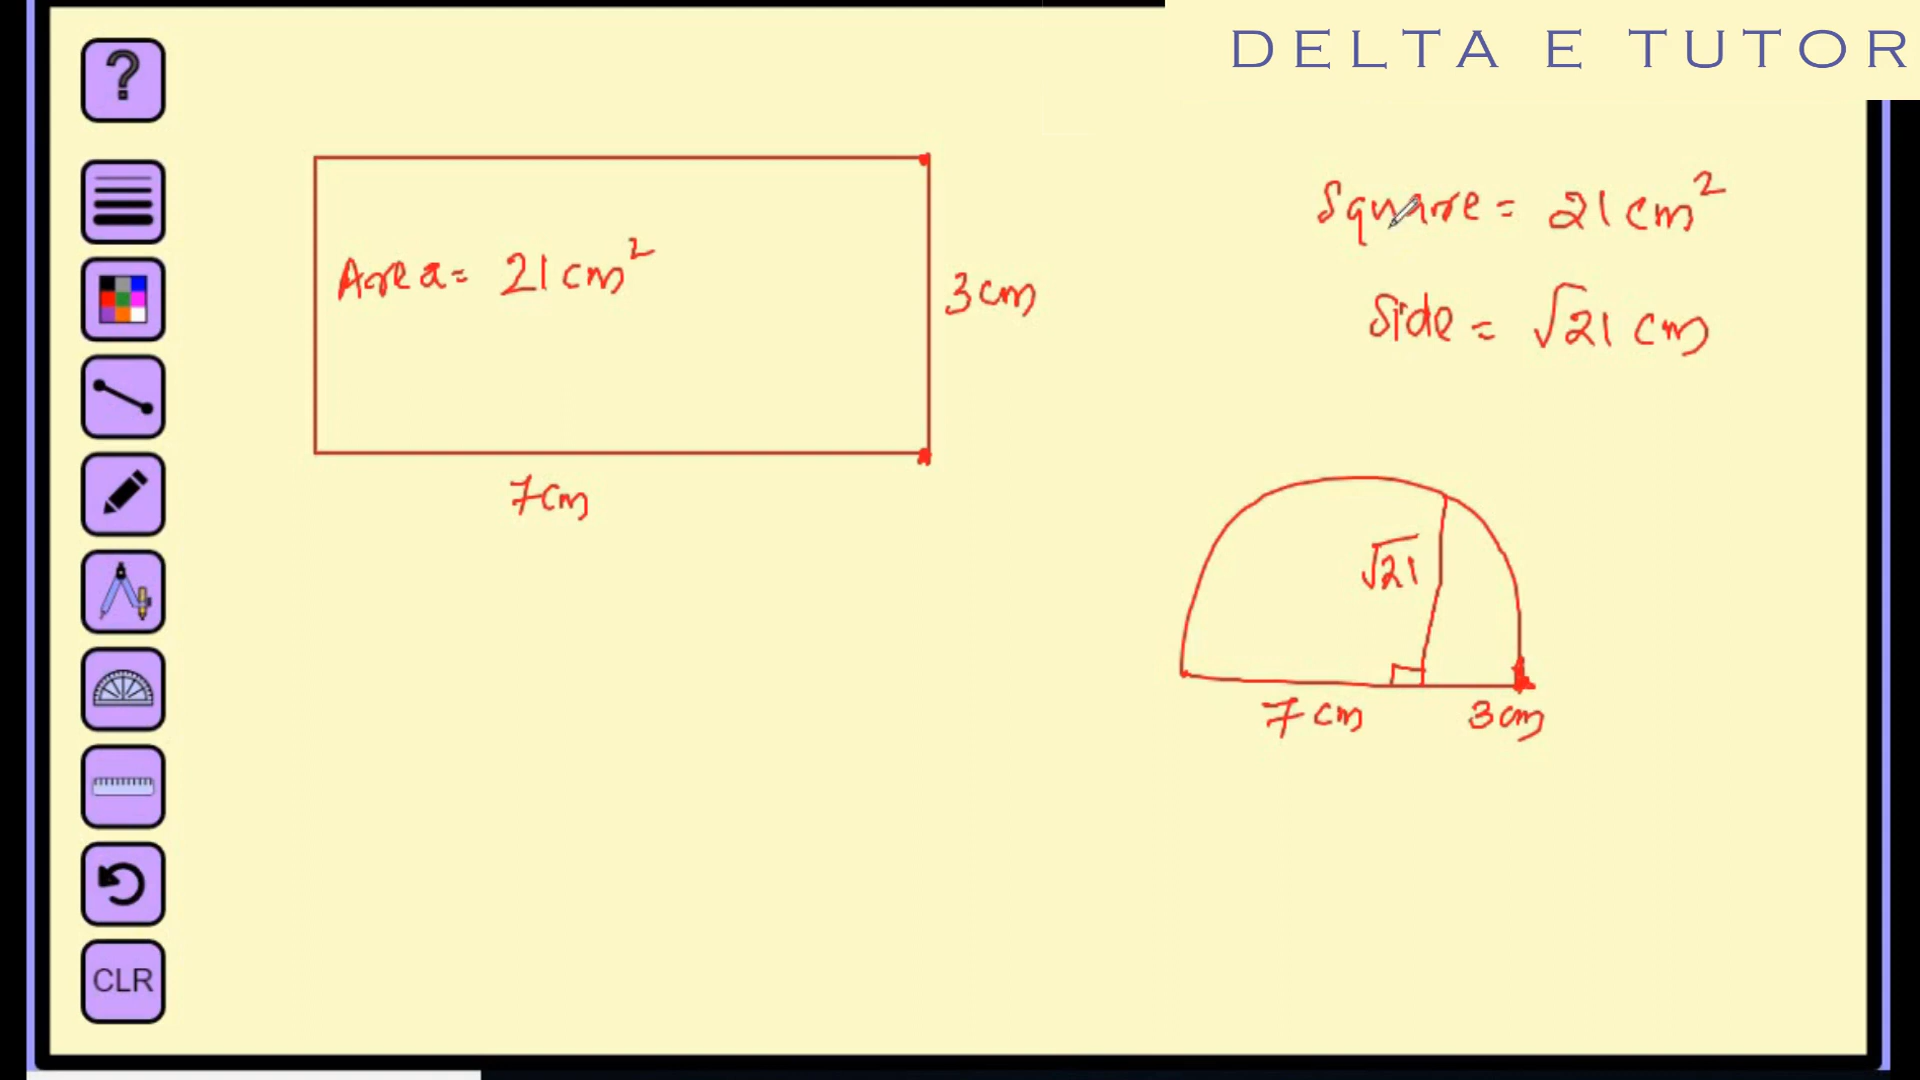 DELTA E TUTOR
?
Square = 21 cm²
Area = 21 cm²
3 cm
Side = √21 cm
7 cm
√21
7 cm 3 cm
CLR